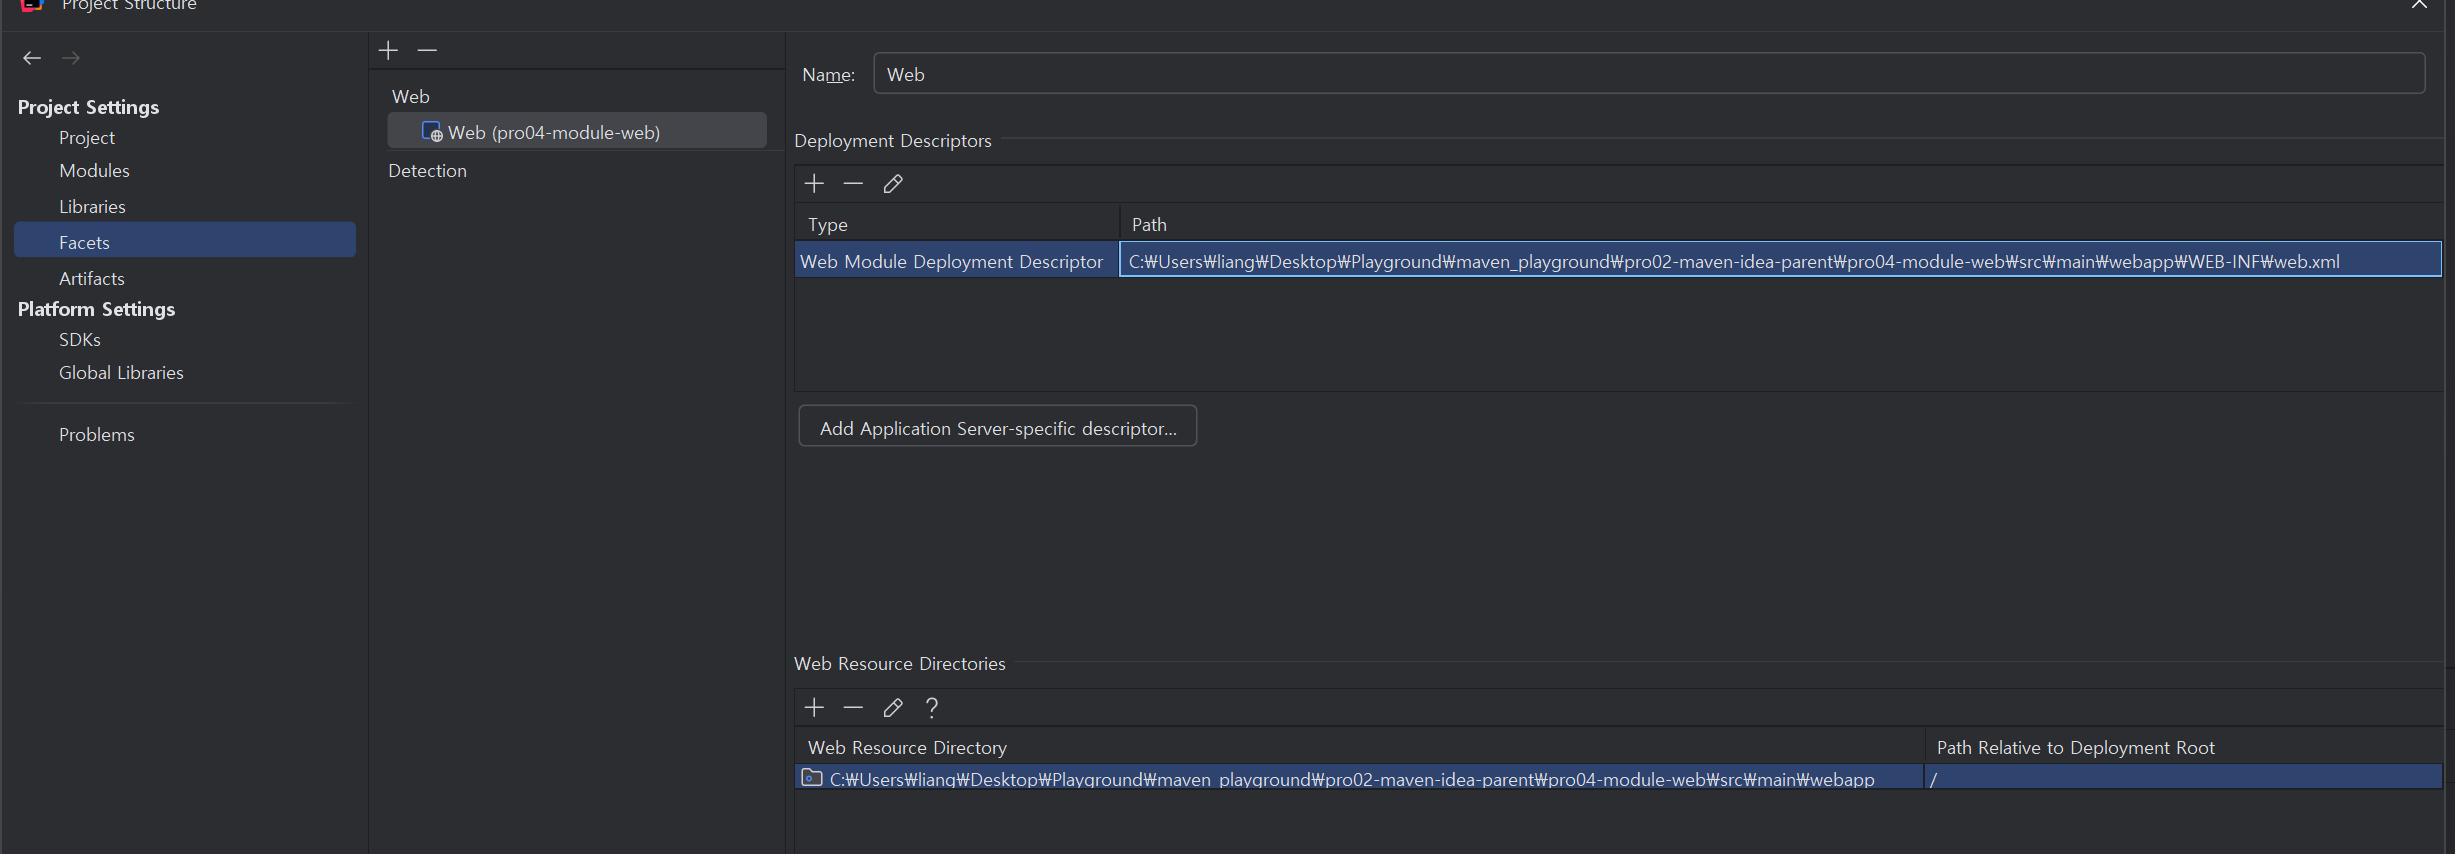 Project Structure
Project Settings
Project
Modules
Libraries
Facets
Artifacts
Platform Settings
SDKs
Global Libraries
Problems
Web
Web (pro04-module-web)
Detection
Name: Web
Deployment Descriptors
Type Path
Web Module Deployment Descriptor C:₩Users₩liang₩Desktop₩Playground₩maven_playground₩pro02-maven-idea-parent₩pro04-module-web₩src₩main₩webapp₩WEB-INF₩web.xml
Add Application Server-specific descriptor...
Web Resource Directories
Web Resource Directory Path Relative to Deployment Root
C:₩Users₩liang₩Desktop₩Playground₩maven_playground₩pro02-maven-idea-parent₩pro04-module-web₩src₩main₩webapp /